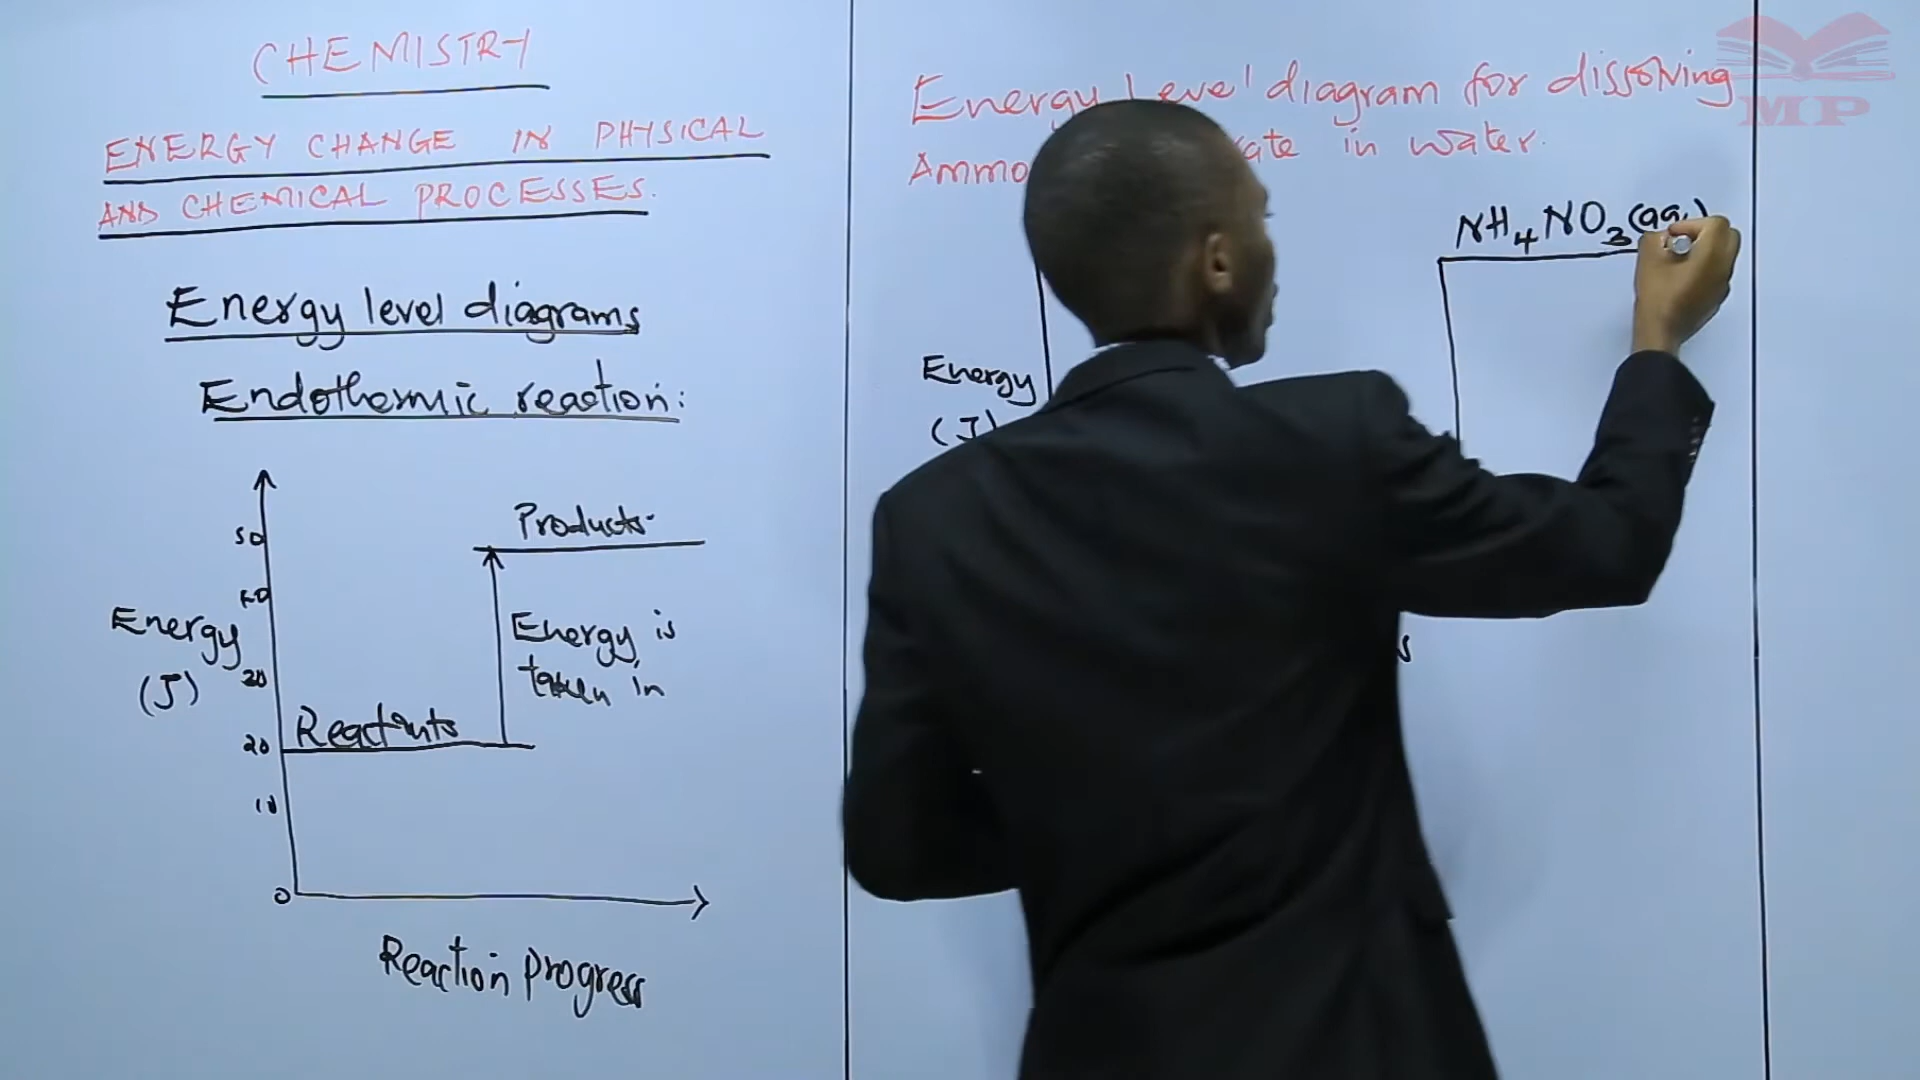 CHEMISTRY
ENERGY CHANGE IN PHYSICAL
AND CHEMICAL PROCESSES.
Energy level diagrams
Endothermic reaction:
50
40
Energy
(J)
30
20
10
0
Products
Energy is
taken in
Reactants
Reaction progress
Energy Level diagram for dissolving
Ammo ate in water.
NH4NO3(aq)
Energy
(J)
s
MP